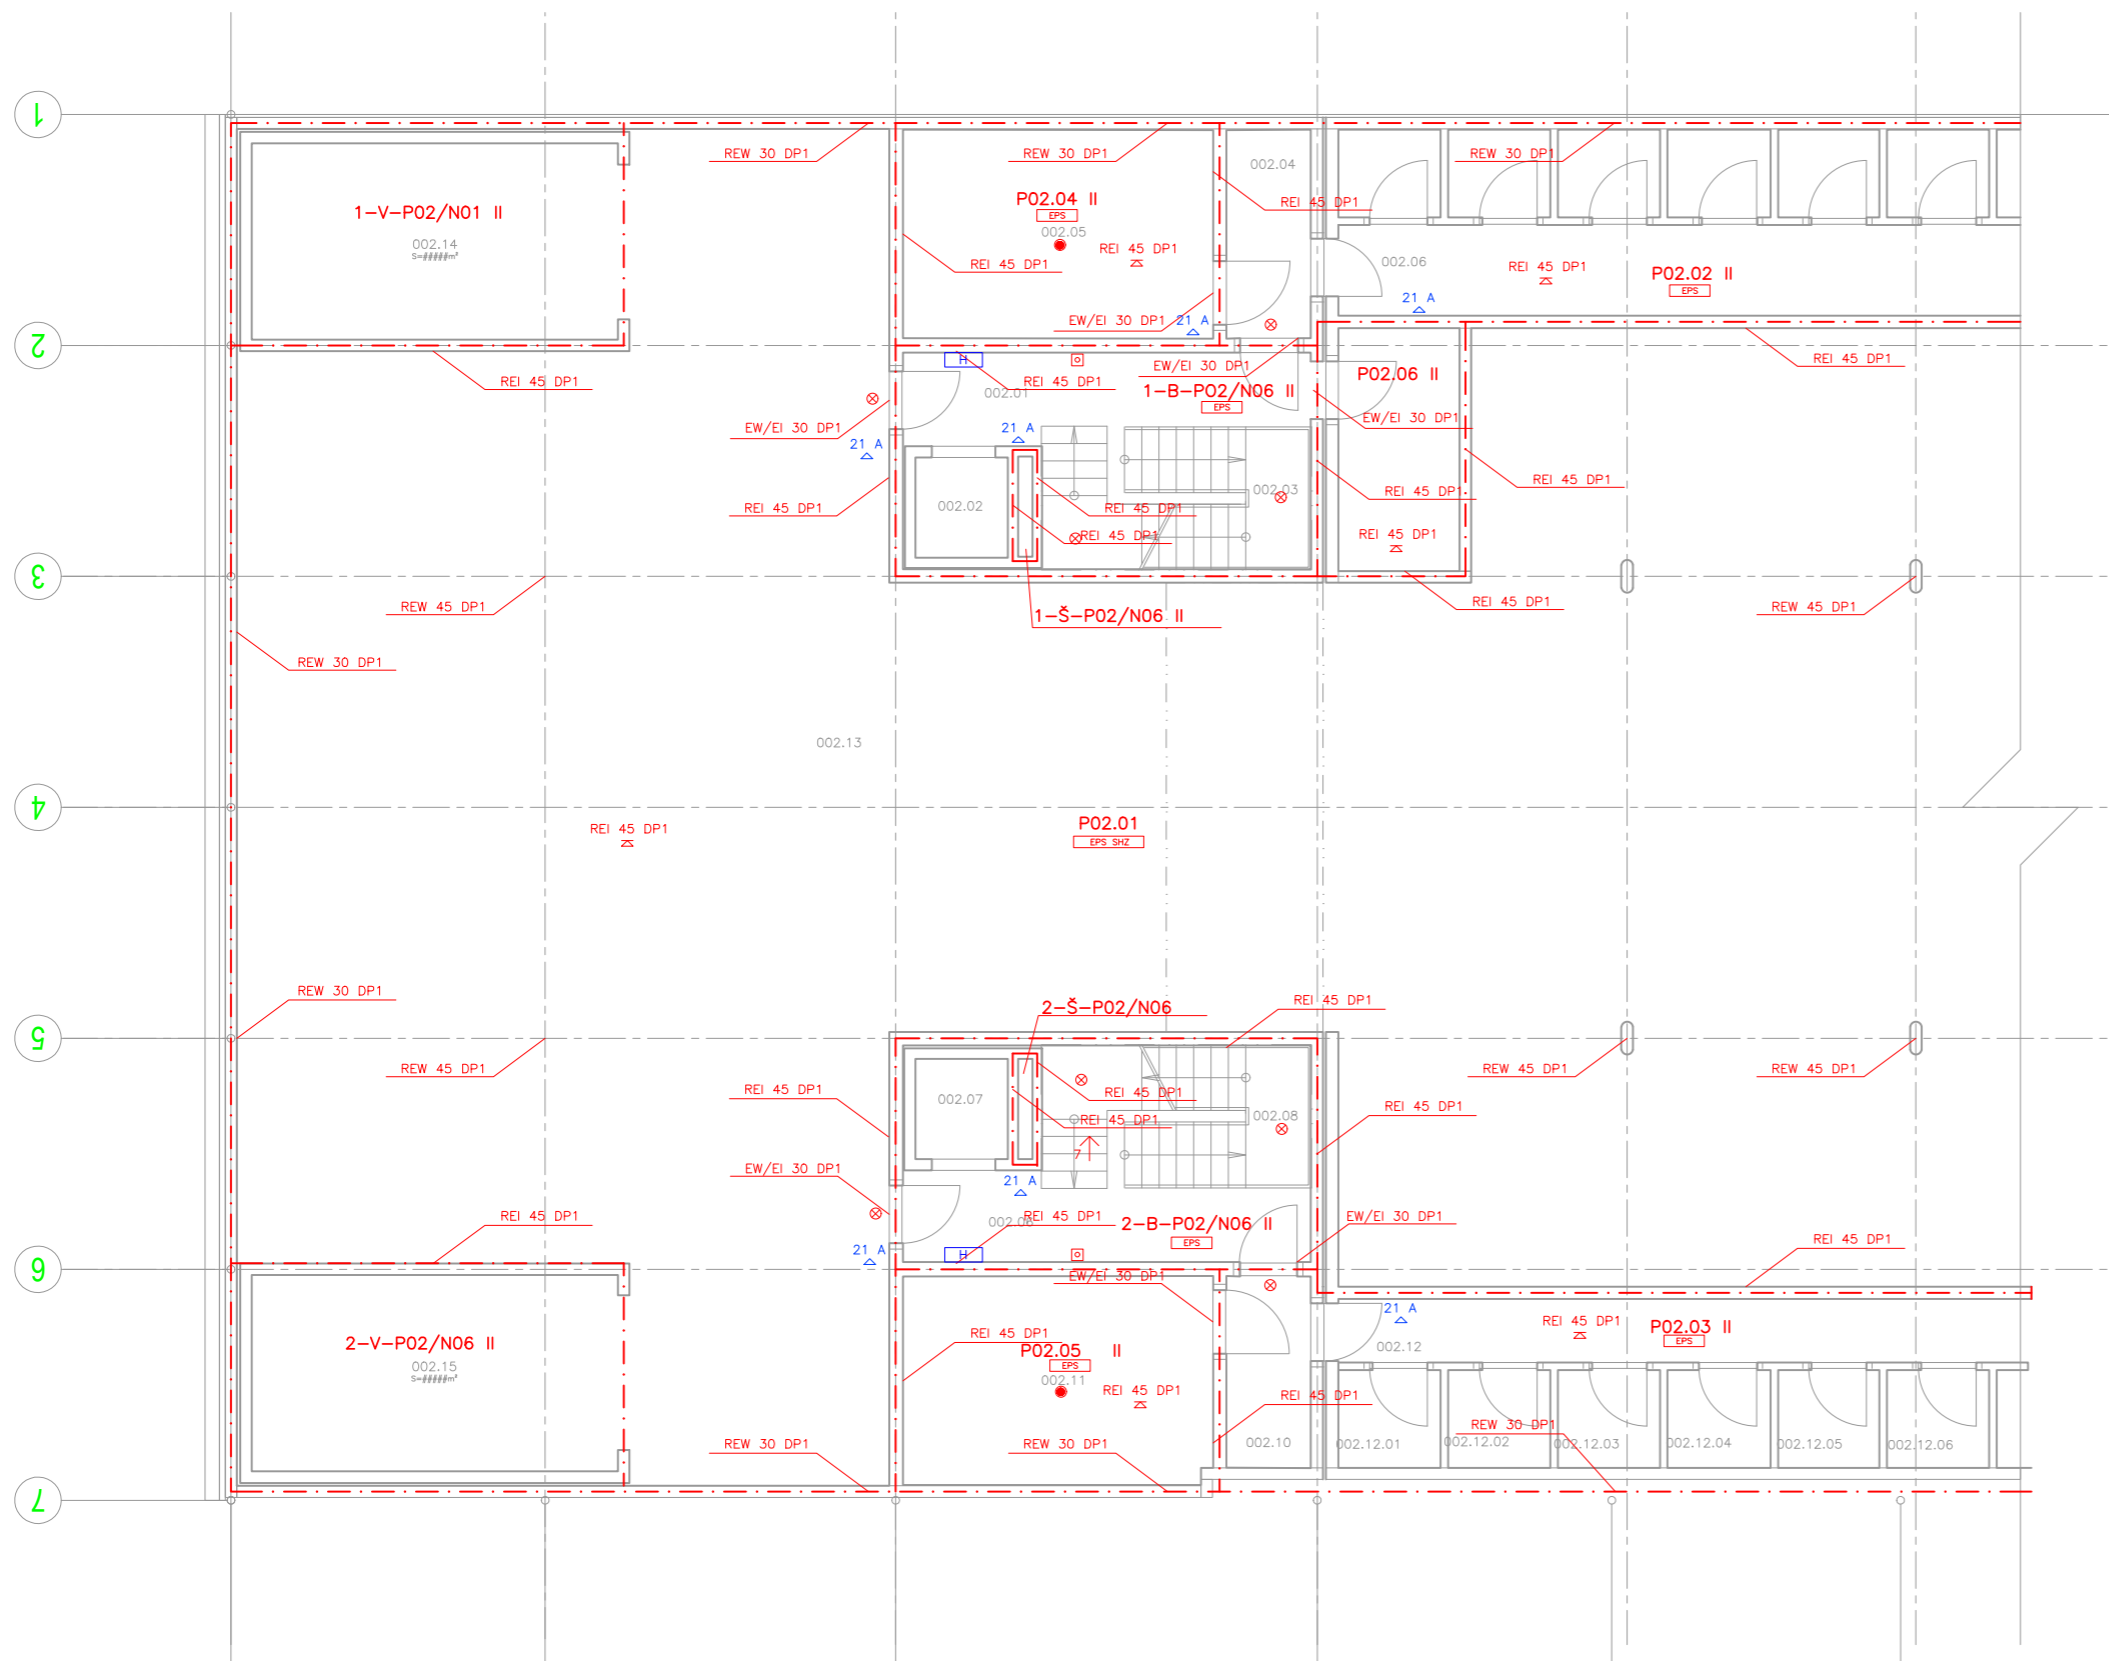 1
REW 30 DP1
REW 30 DP1
REW 30 DP1
002.04
P02.04 II
EPS
002.05
REI 45 DP1
1-V-P02/N01 II
002.14
S=#####m²
REI 45 DP1
REI 45 DP1
002.06
REI 45 DP1
P02.02 II
EPS
21 A
EW/EI 30 DP1
21 A
2
H
REI 45 DP1
REI 45 DP1
EW/EI 30 DP1
P02.06 II
REI 45 DP1
002.01
1-B-P02/N06 II
EPS
EW/EI 30 DP1
EW/EI 30 DP1
21 A
21 A
REI 45 DP1
REI 45 DP1
002.03
REI 45 DP1
002.02
REI 45 DP1
REI 45 DP1
REI 45 DP1
3
REW 45 DP1
1-Š-P02/N06 II
REI 45 DP1
REW 45 DP1
REW 30 DP1
002.13
4
REI 45 DP1
P02.01
EPS SHZ
REW 30 DP1
2-Š-P02/N06
REI 45 DP1
5
REW 45 DP1
REW 45 DP1
REW 45 DP1
REI 45 DP1
002.07
REI 45 DP1
REI 45 DP1
002.08
REI 45 DP1
7
EW/EI 30 DP1
21 A
REI 45 DP1
REI 45 DP1
2-B-P02/N06 II
EPS
EW/EI 30 DP1
REI 45 DP1
21 A
H
6
EW/EI 30 DP1
21 A
REI 45 DP1
P02.03 II
EPS
2-V-P02/N06 II
002.15
S=#####m²
REI 45 DP1
P02.05 II
EPS
002.11
REI 45 DP1
002.12
REI 45 DP1
REW 30 DP1
REW 30 DP1
REW 30 DP1
002.10
002.12.01
002.12.02
002.12.03
002.12.04
002.12.05
002.12.06
7